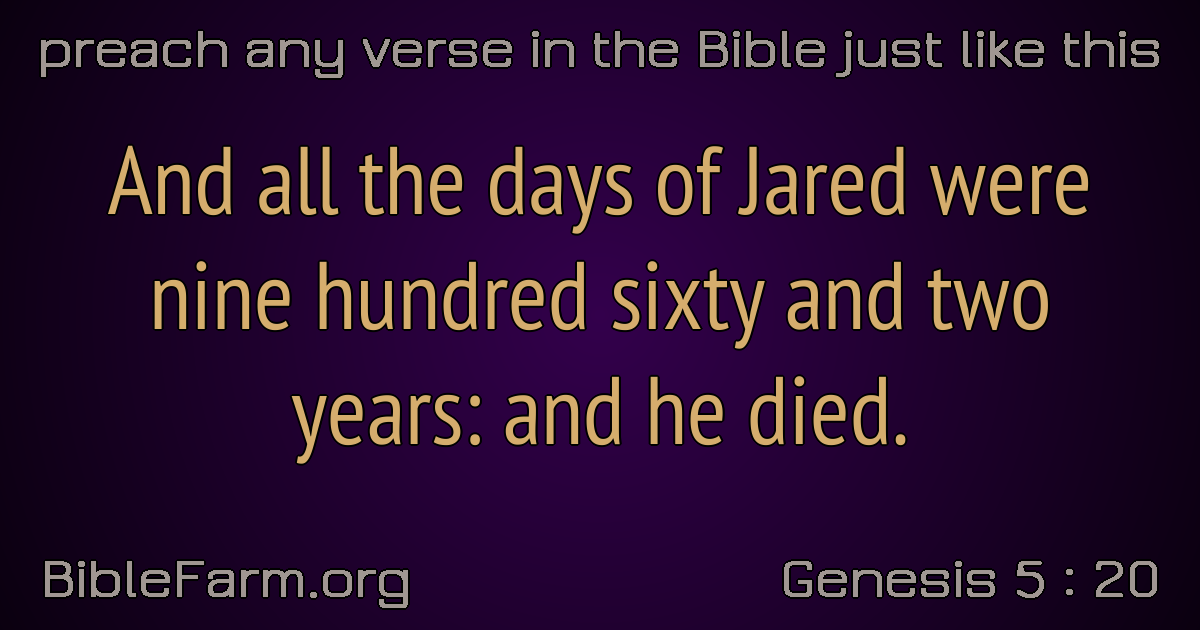 preach any verse in the Bible just like this
And all the days of Jared were
nine hundred sixty and two
years: and he died.
BibleFarm.org
Genesis 5 : 20